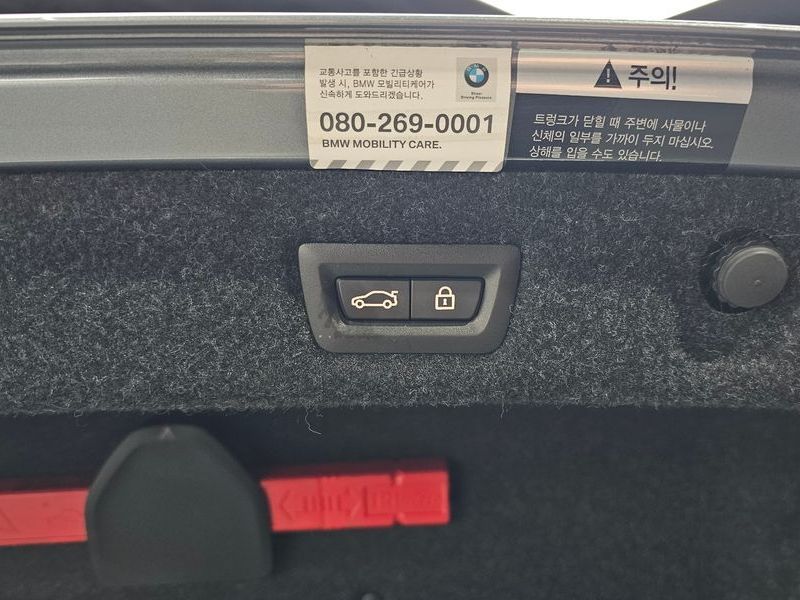 교통사고를 포함한 긴급상황
발생 시, BMW 모빌리티케어가
신속하게 도와드리겠습니다.
080-269-0001
BMW MOBILITY CARE.
BMW
Sheer
Driving Pleasure
주의!
트렁크가 닫힐 때 주변에 사물이나
신체의 일부를 가까이 두지 마십시오.
상해를 입을 수도 있습니다.